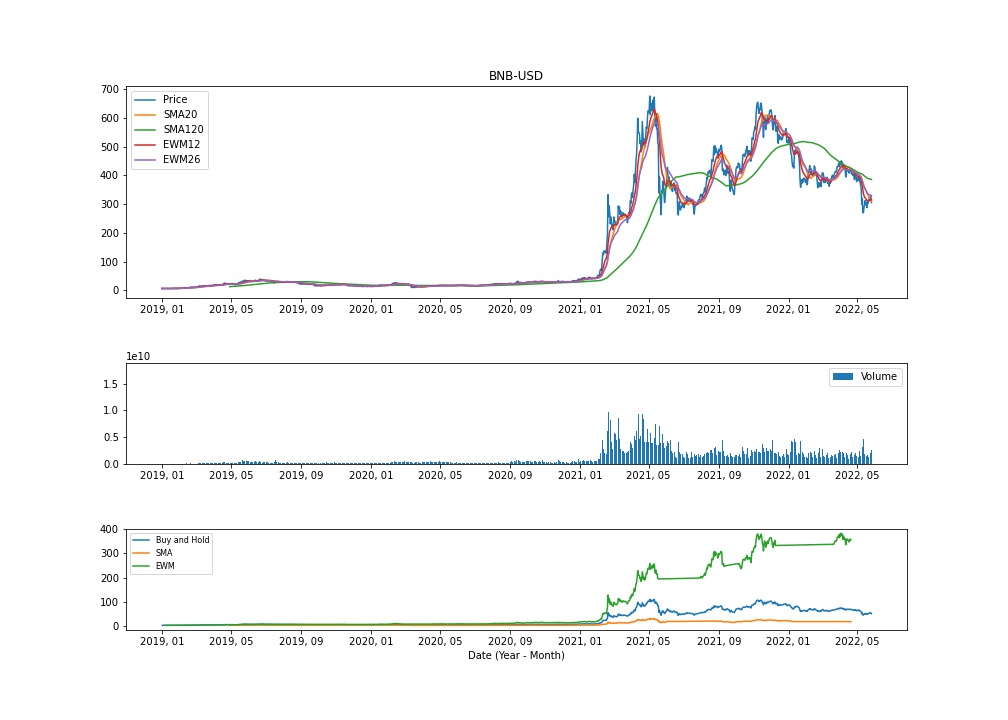 BNB-USD
700
600
500
400
300
200
100
0
Price
SMA20
SMA120
EWM12
EWM26
2019, 01 2019, 05 2019, 09 2020, 01 2020, 05 2020, 09 2021, 01 2021, 05 2021, 09 2022, 01 2022, 05
1e10
1.5
1.0
0.5
0.0
Volume
2019, 01 2019, 05 2019, 09 2020, 01 2020, 05 2020, 09 2021, 01 2021, 05 2021, 09 2022, 01 2022, 05
400
300
200
100
0
Buy and Hold
SMA
EWM
2019, 01 2019, 05 2019, 09 2020, 01 2020, 05 2020, 09 2021, 01 2021, 05 2021, 09 2022, 01 2022, 05
Date (Year - Month)